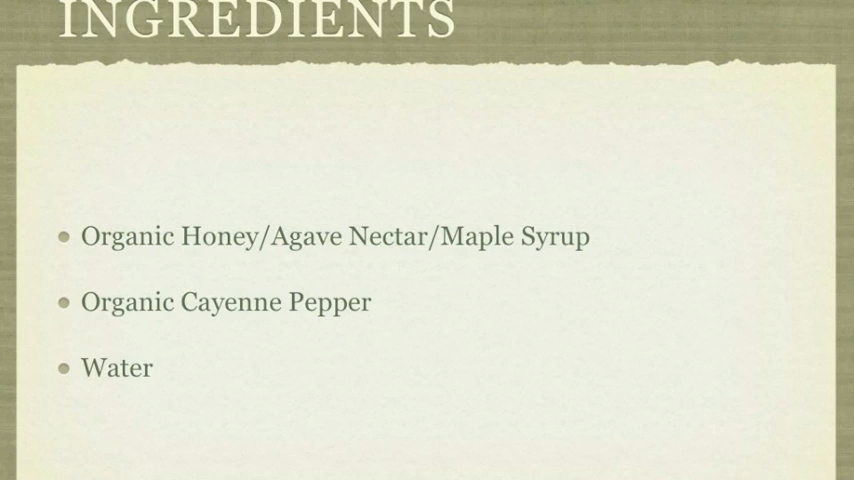 INGREDIENTS
Organic Honey/Agave Nectar/Maple Syrup
Organic Cayenne Pepper
Water